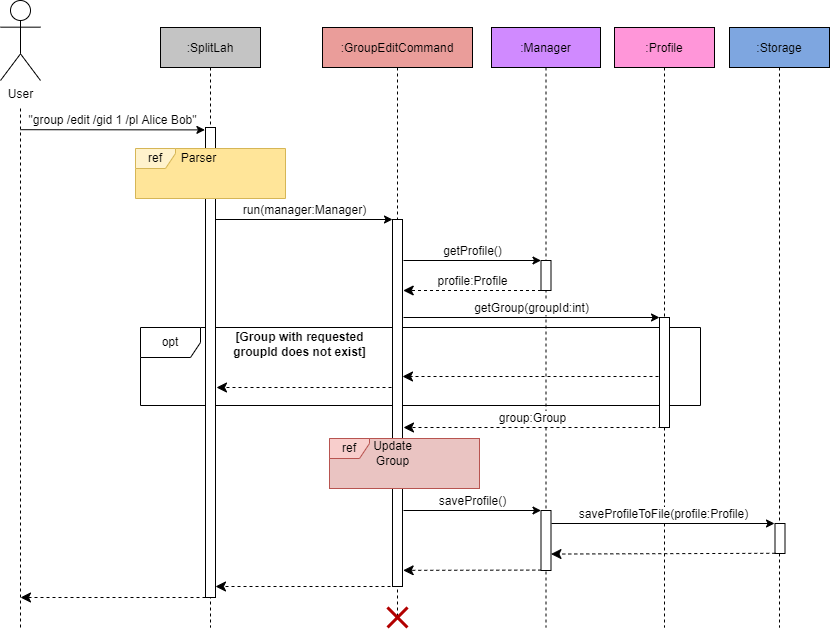 :SplitLah
:GroupEditCommand
:Manager
:Profile
:Storage
User
"group /edit /gid 1 /pl Alice Bob"
ref
Parser
run(manager:Manager)
getProfile()
profile:Profile
getGroup(groupId:int)
opt
[Group with requested
groupId does not exist]
group:Group
ref
Update
Group
saveProfile()
saveProfileToFile(profile:Profile)